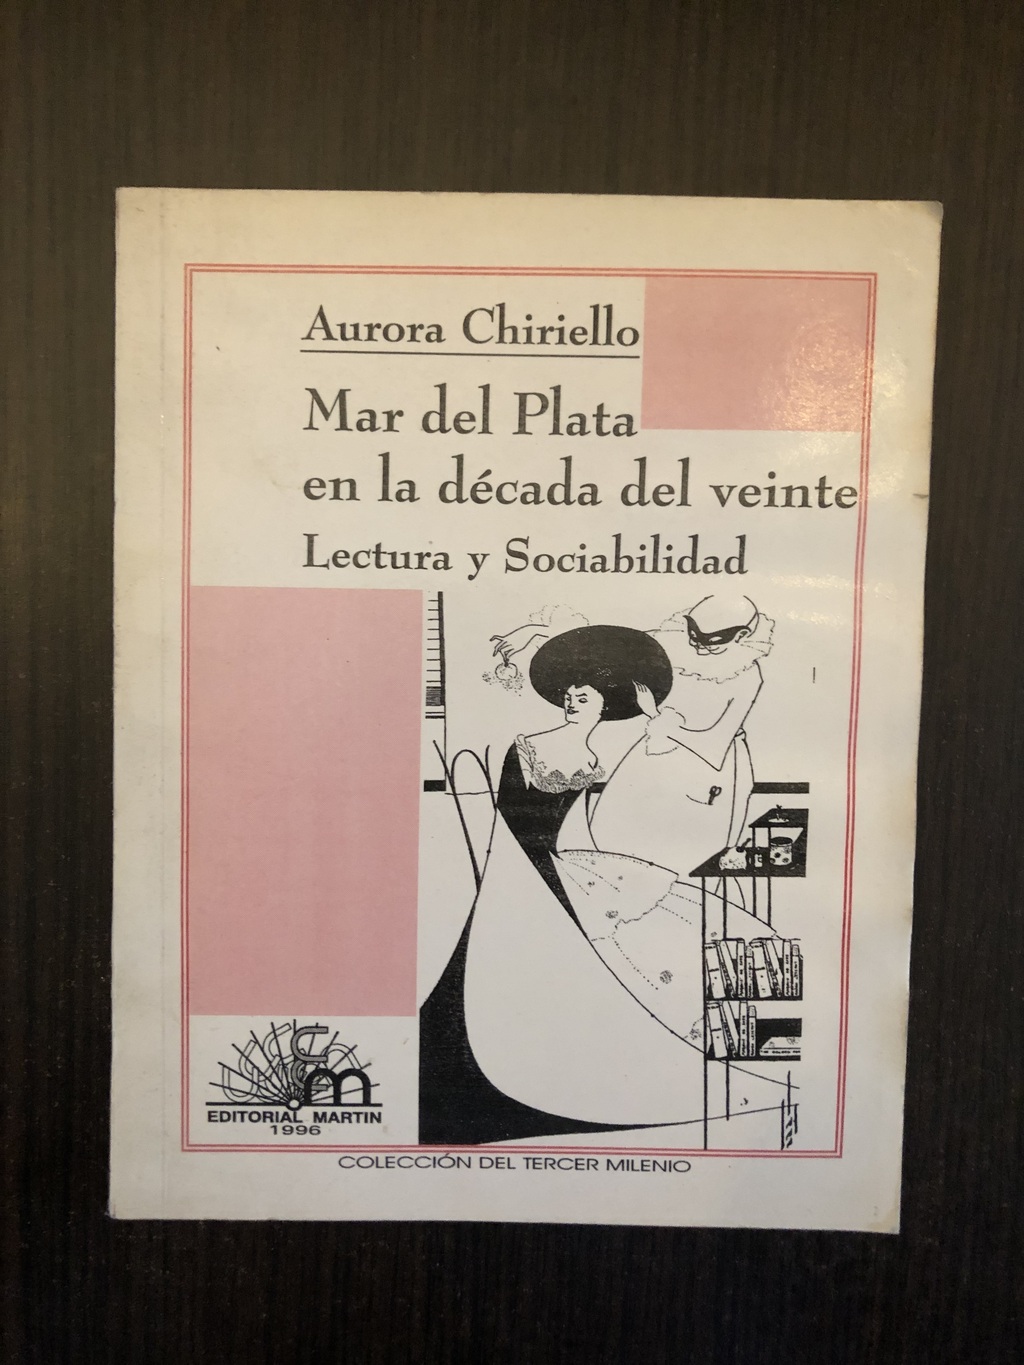 Aurora Chiriello
Mar del Plata
en la década del veinte
Lectura y Sociabilidad
EDITORIAL MARTIN
1996
COLECCIÓN DEL TERCER MILENIO